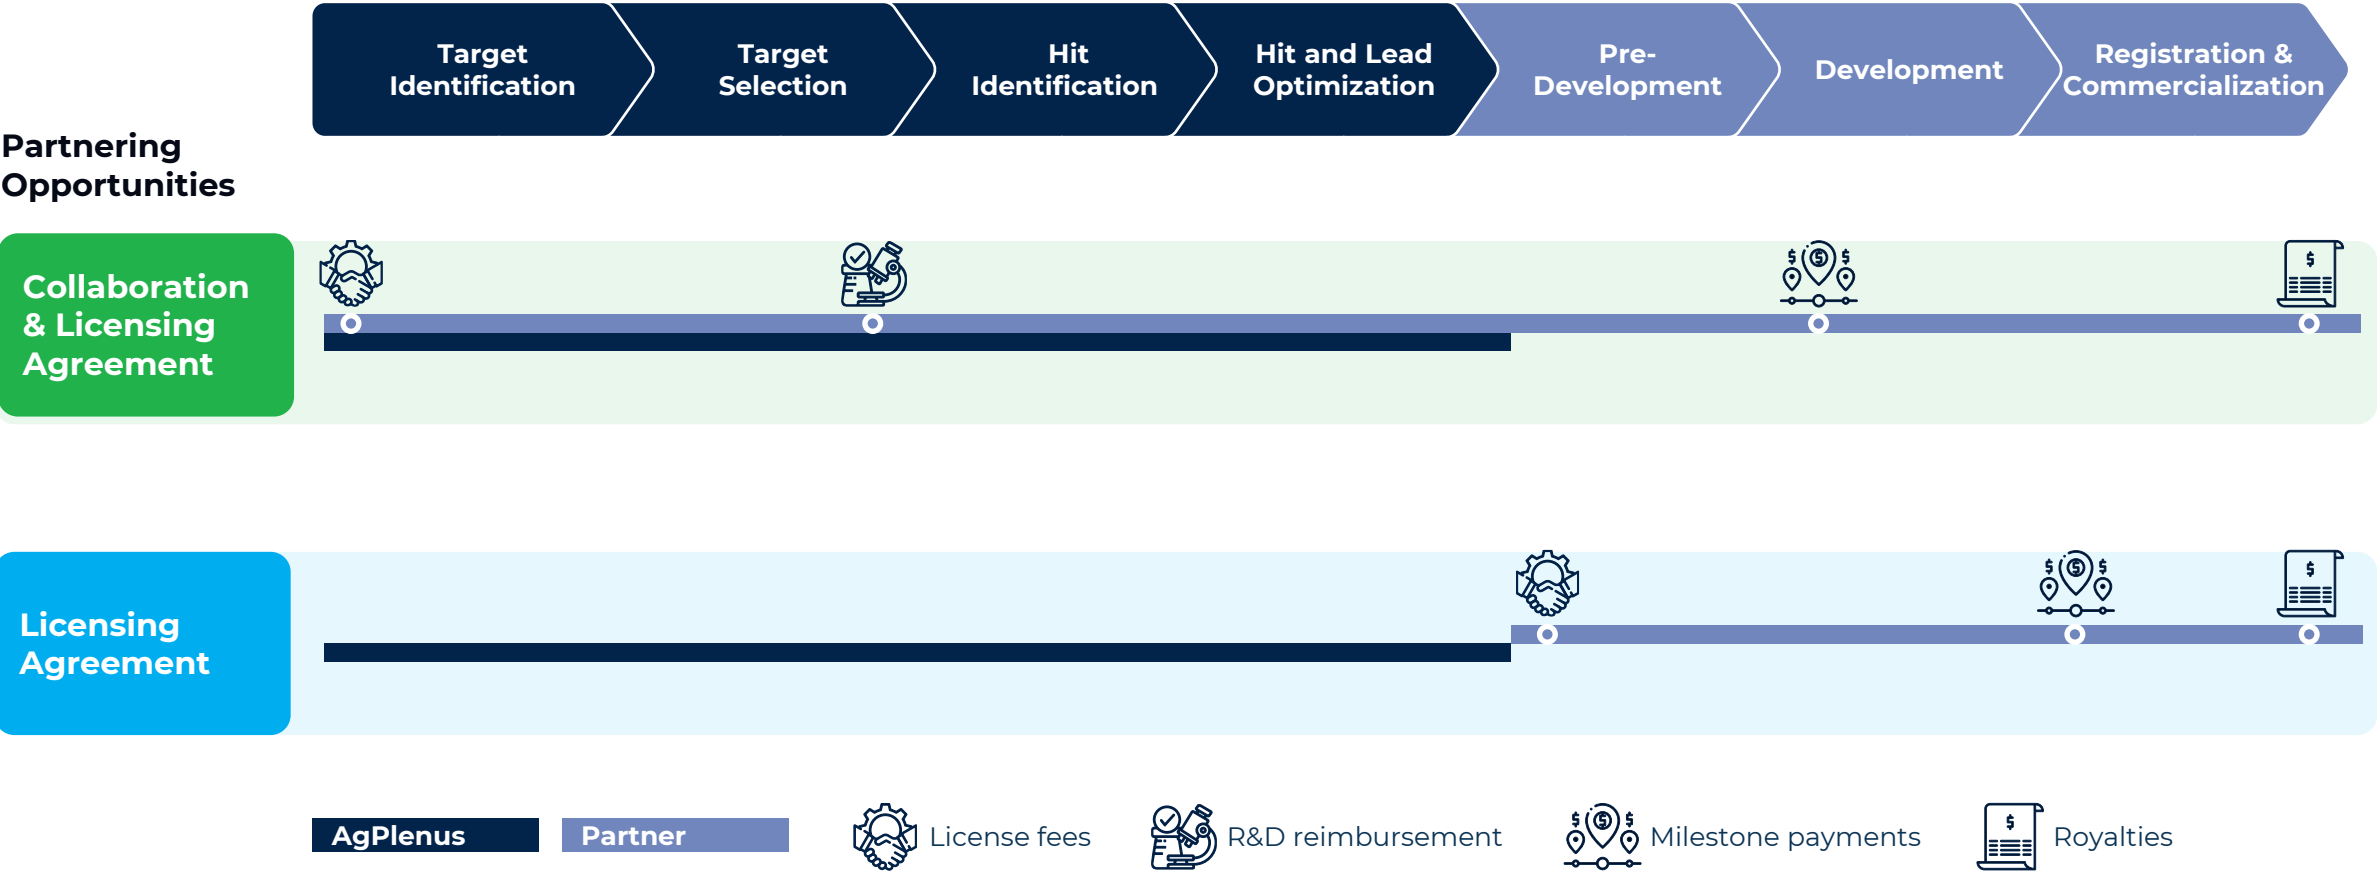 Target
Identification
Target
Selection
Hit
Identification
Hit and Lead
Optimization
Pre-
Development
Development
Registration &
Commercialization
Partnering
Opportunities
Collaboration
& Licensing
Agreement
$ $ $
$
Licensing
Agreement
$ $ $
$
AgPlenus
Partner
License fees
R&D reimbursement
$ $ $
Milestone payments
$
Royalties